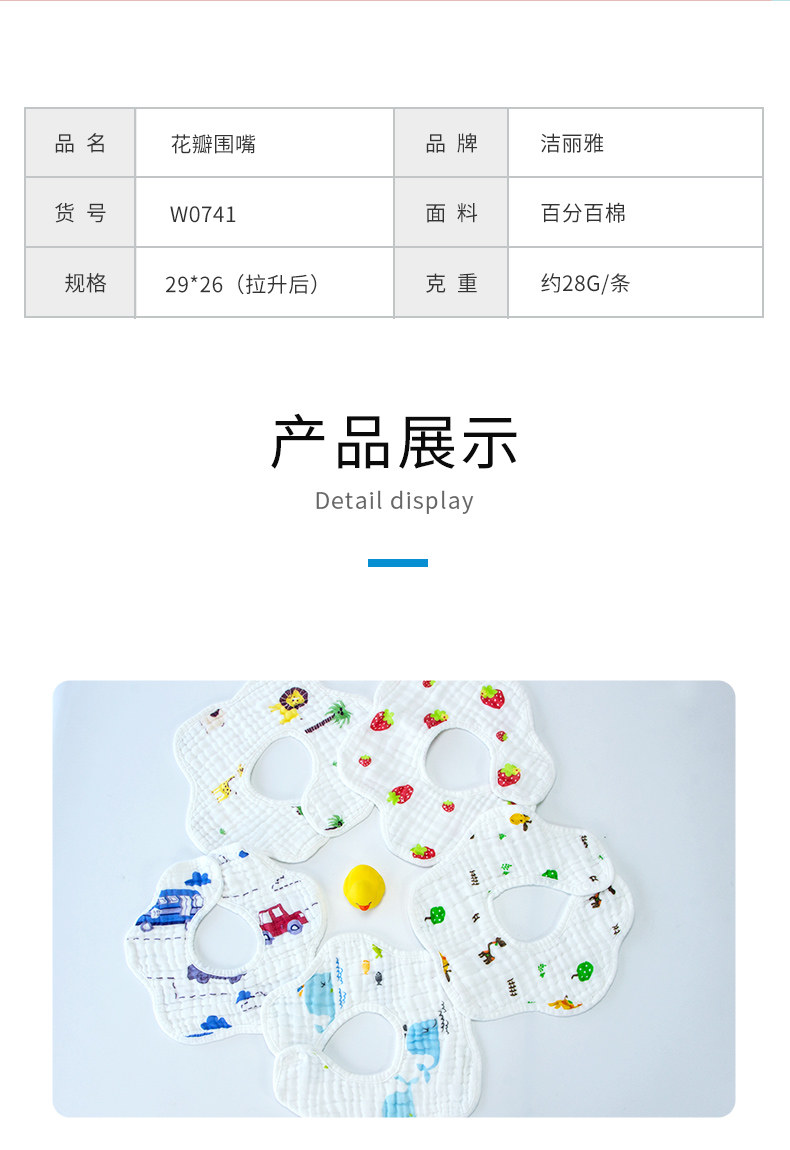 品 名 花瓣围嘴 品 牌 洁丽雅
货 号 W0741 面 料 百分百棉
规格 29*26（拉升后） 克 重 约28G/条
产品展示
Detail display